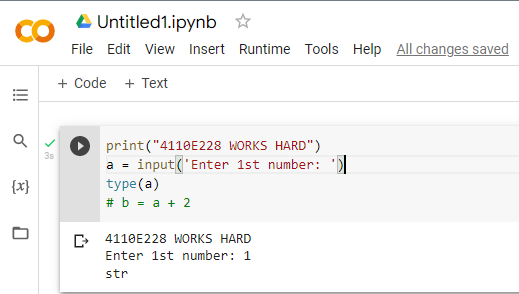 Untitled1.ipynb
File Edit View Insert Runtime Tools Help All changes saved
+ Code + Text
{x}
3s
print("4110E228 WORKS HARD")
a = input('Enter 1st number: ')
type(a)
# b = a + 2
4110E228 WORKS HARD
Enter 1st number: 1
str